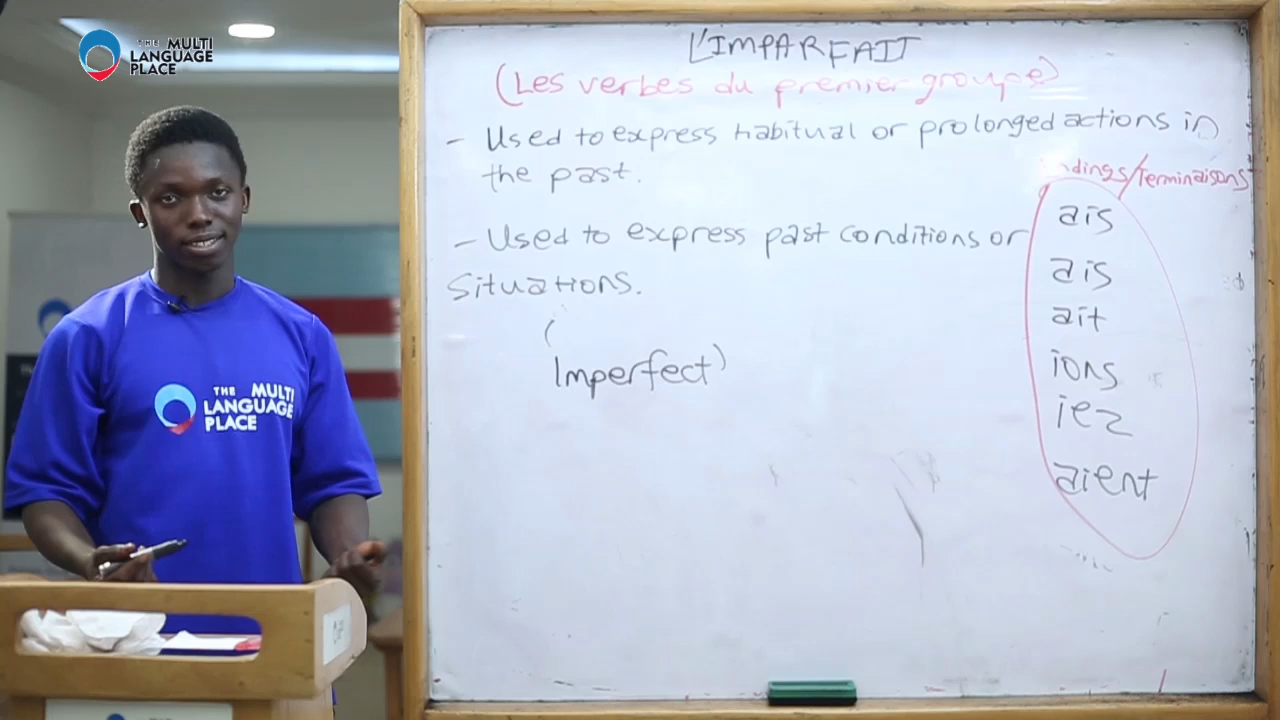 THE MULTI
LANGUAGE
PLACE
L'IMPARFAIT
(Les verbes du premier groupe)
- Used to express habitual or prolonged actions in
the past.
/Terminaisons
- Used to express past conditions or
situations.
(
Imperfect)
ais
ais
ait
ions
iez
aient
THE MULTI
LANGUAGE
PLACE